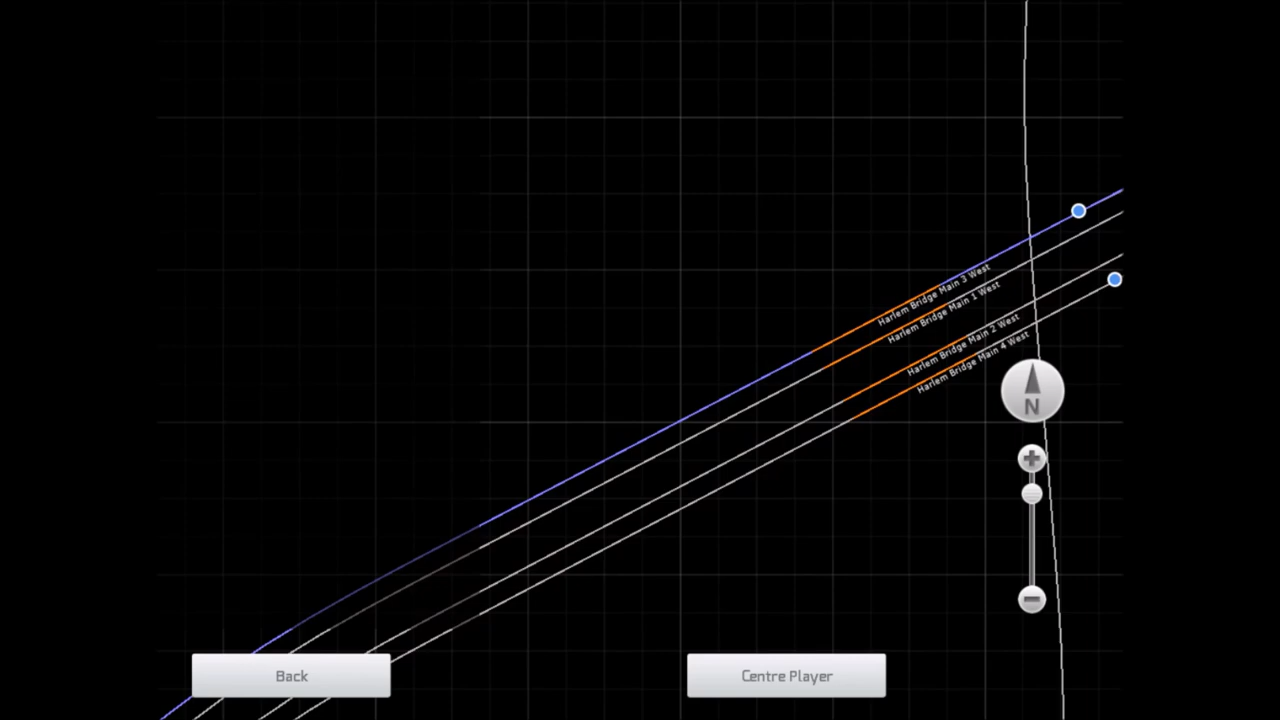 Harlem Bridge Main 3 West
Harlem Bridge Main 1 West
Harlem Bridge Main 2 West
Harlem Bridge Main 4 West
N
Back
Centre Player